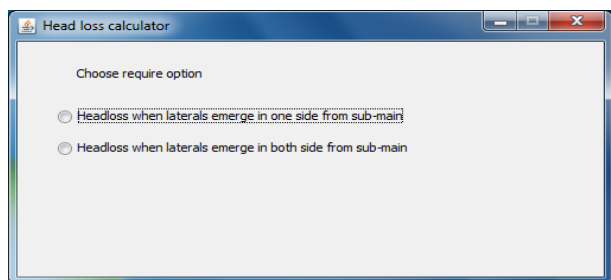 Head loss calculator
Choose require option
Headloss when laterals emerge in one side from sub-main
Headloss when laterals emerge in both side from sub-main